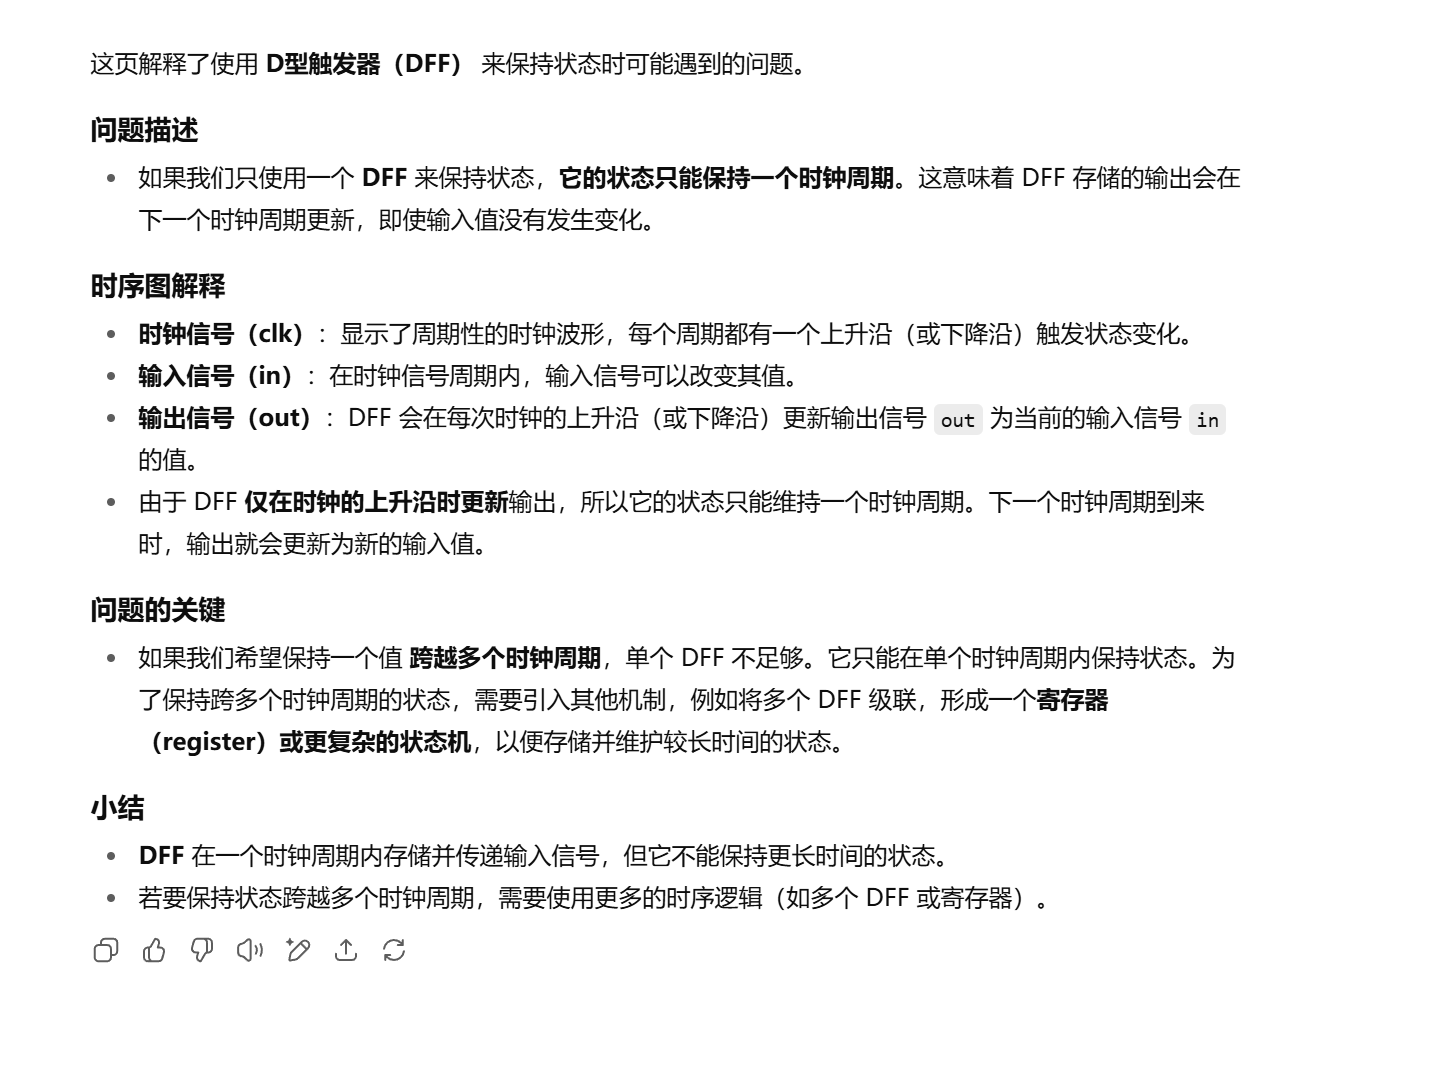 这页解释了使用 D型触发器（DFF） 来保持状态时可能遇到的问题。
问题描述
如果我们只使用一个 DFF 来保持状态，它的状态只能保持一个时钟周期。这意味着 DFF 存储的输出会在
下一个时钟周期更新，即使输入值没有发生变化。
时序图解释
时钟信号（clk）：显示了周期性的时钟波形，每个周期都有一个上升沿（或下降沿）触发状态变化。
输入信号（in）：在时钟信号周期内，输入信号可以改变其值。
输出信号（out）：DFF 会在每次时钟的上升沿（或下降沿）更新输出信号 out 为当前的输入信号 in
的值。
由于 DFF 仅在时钟的上升沿时更新输出，所以它的状态只能维持一个时钟周期。下一个时钟周期到来
时，输出就会更新为新的输入值。
问题的关键
如果我们希望保持一个值 跨越多个时钟周期，单个 DFF 不足够。它只能在单个时钟周期内保持状态。为
了保持跨多个时钟周期的状态，需要引入其他机制，例如将多个 DFF 级联，形成一个寄存器
（register）或更复杂的状态机，以便存储并维护较长时间的状态。
小结
DFF 在一个时钟周期内存储并传递输入信号，但它不能保持更长时间的状态。
若要保持状态跨越多个时钟周期，需要使用更多的时序逻辑（如多个 DFF 或寄存器）。